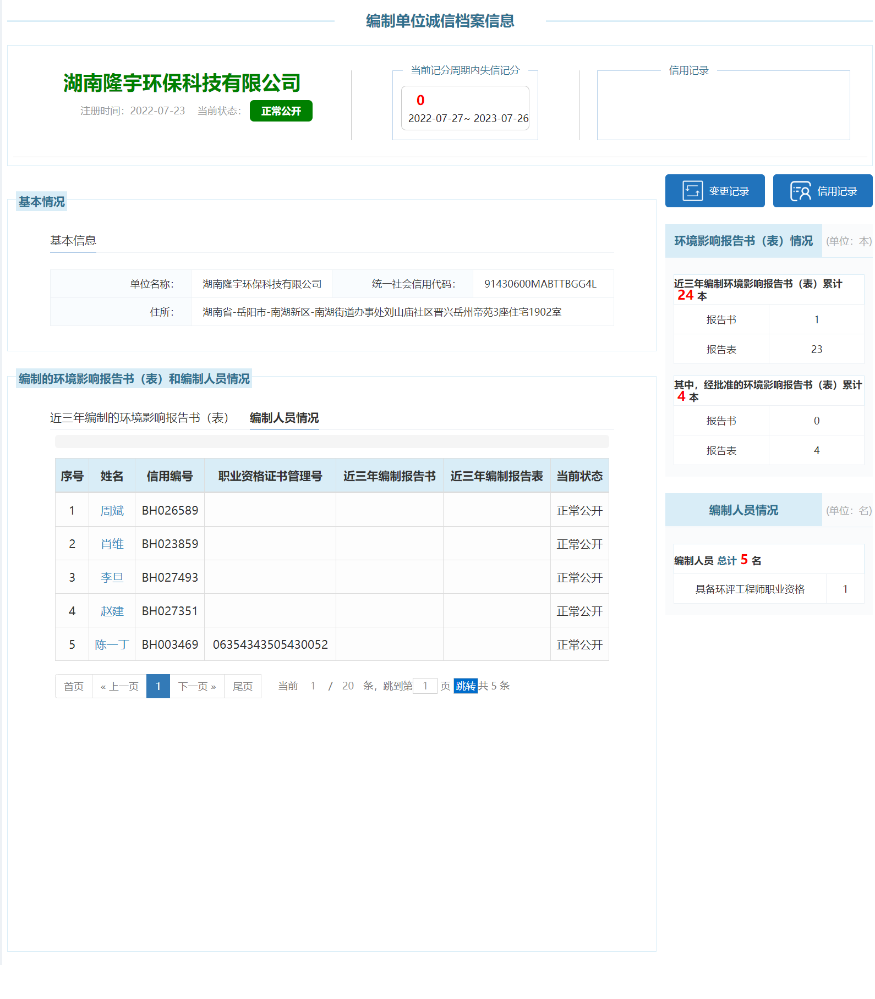 编制单位诚信档案信息
湖南隆宇环保科技有限公司
注册时间：2022-07-23 当前状态： 正常公开
当前记分周期内失信记分
0
2022-07-27~ 2023-07-26
信用记录
变更记录 信用记录
基本情况
基本信息
单位名称： 湖南隆宇环保科技有限公司 统一社会信用代码： 91430600MABTTBGG4L
住所： 湖南省-岳阳市-南湖新区-南湖街道办事处刘山庙社区晋兴岳州帝苑3座住宅1902室
编制的环境影响报告书（表）和编制人员情况
近三年编制的环境影响报告书（表） 编制人员情况
序号 姓名 信用编号 职业资格证书管理号 近三年编制报告书 近三年编制报告表 当前状态
1 周斌 BH026589 正常公开
2 肖维 BH023859 正常公开
3 李旦 BH027493 正常公开
4 赵建 BH027351 正常公开
5 陈一丁 BH003469 06354343505430052 正常公开
首页 « 上一页 1 下一页 » 尾页 当前 1 / 20 条，跳到第 1 页 跳转 共 5 条
环境影响报告书（表）情况 (单位：本)
近三年编制环境影响报告书（表）累计
24 本
报告书 1
报告表 23
其中，经批准的环境影响报告书（表）累计
4 本
报告书 0
报告表 4
编制人员情况 (单位：名)
编制人员 总计 5 名
具备环评工程师职业资格 1